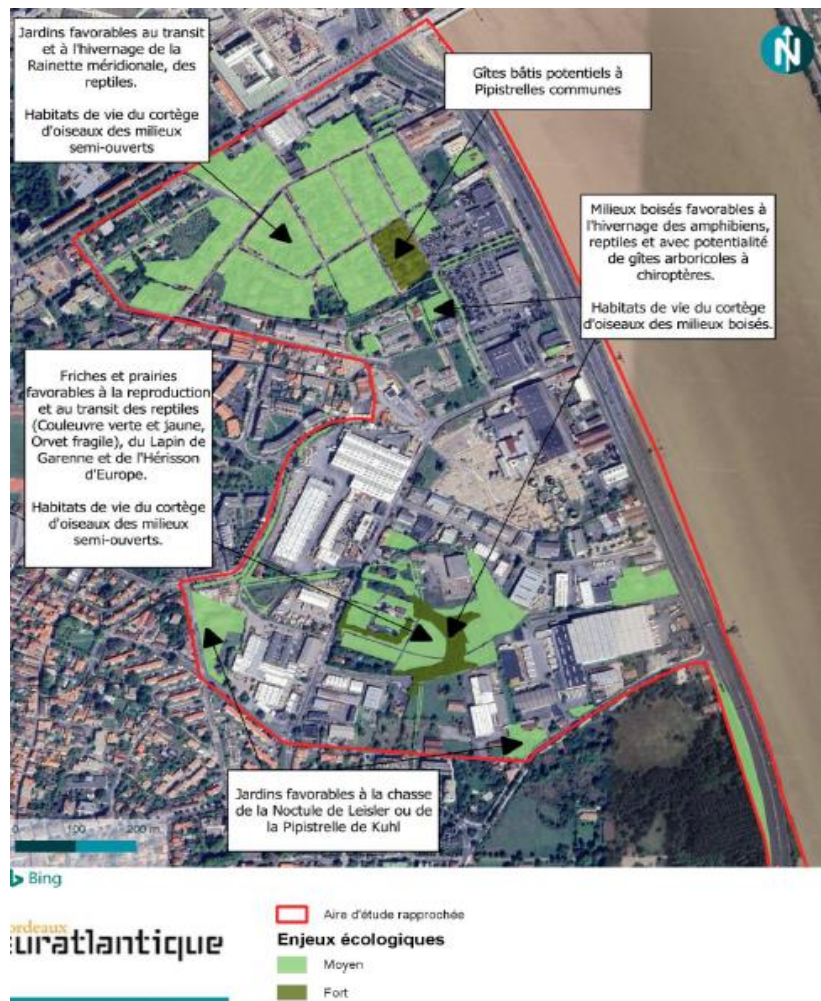 Jardins favorables au transit
et à l'hivernage de la
Rainette méridionale, des
reptiles.
Habitats de vie du cortège
d'oiseaux des milieux
semi-ouverts
Gîtes bâtis potentiels à
Pipistrelles communes
N
Milieux boisés favorables à
l'hivernage des amphibiens,
reptiles et avec potentialité
de gîtes arboricoles à
chiroptères.
Habitats de vie du cortège
d'oiseaux des milieux boisés.
Friches et prairies
favorables à la reproduction
et au transit des reptiles
(Couleuvre verte et jaune,
Orvet fragile), du Lapin de
Garenne et de l'Hérisson
d'Europe.
Habitats de vie du cortège
d'oiseaux des milieux
semi-ouverts.
Jardins favorables à la chasse
de la Noctule de Leisler ou de
la Pipistrelle de Kuhl
0 100 200 m
Bing
ordeaux
euratlantique
Aire d'étude rapprochée
Enjeux écologiques
Moyen
Fort